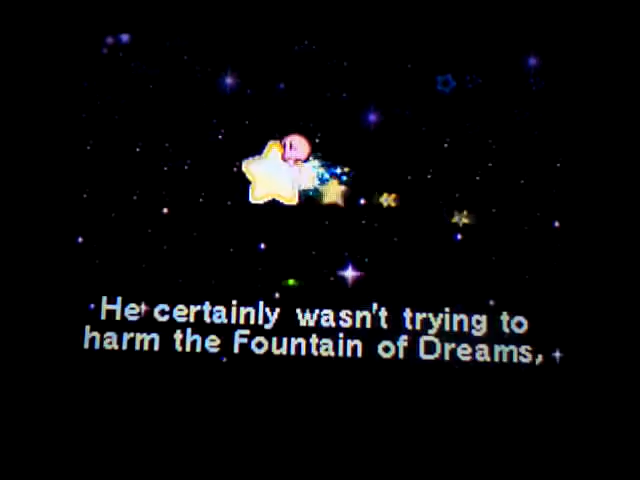 He certainly wasn't trying to
harm the Fountain of Dreams,